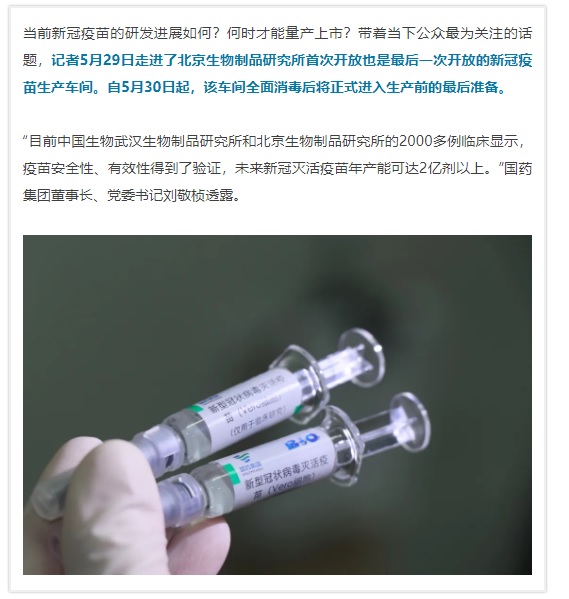 当前新冠疫苗的研发进展如何？何时才能量产上市？带着当下公众最为关注的话
题，记者5月29日走进了北京生物制品研究所首次开放也是最后一次开放的新冠疫
苗生产车间。自5月30日起，该车间全面消毒后将正式进入生产前的最后准备。
“目前中国生物武汉生物制品研究所和北京生物制品研究所的2000多例临床显示，
疫苗安全性、有效性得到了验证，未来新冠灭活疫苗年产能可达2亿剂以上。”国药
集团董事长、党委书记刘敬桢透露。
新型冠状病毒灭活疫
苗（Vero细胞）
新型冠状病毒灭活疫
苗（Vero细胞）